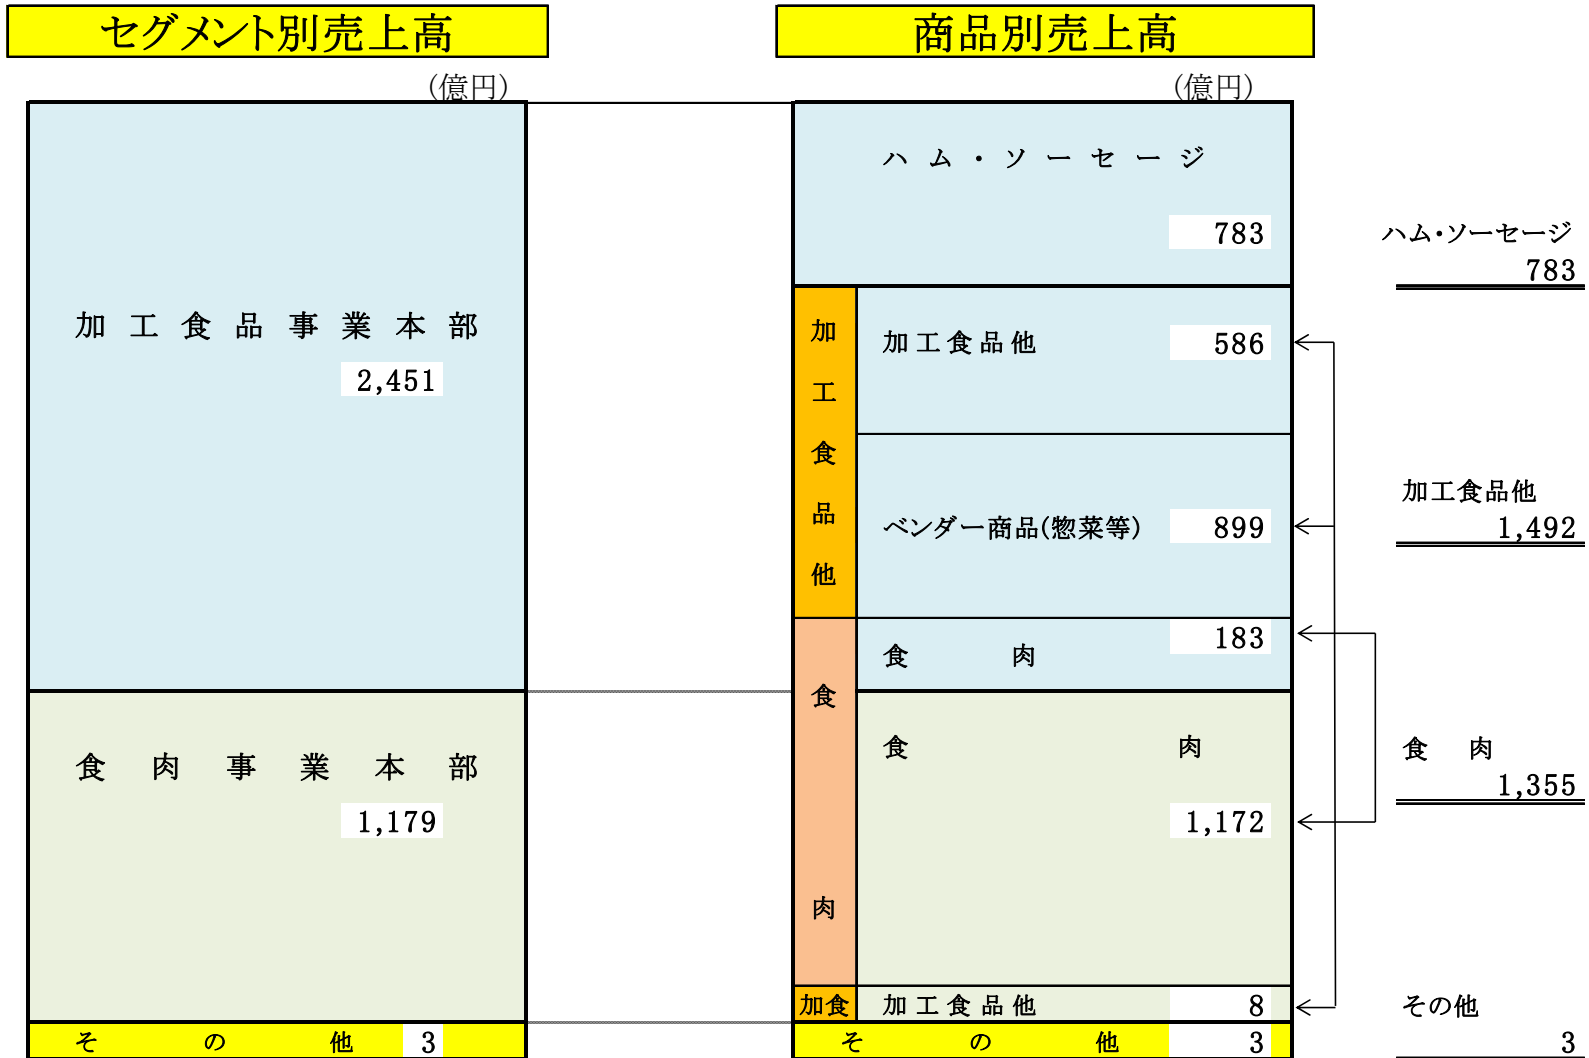 セグメント別売上高
商品別売上高
(億円)
(億円)
加工食品事業本部
2,451
食肉事業本部
1,179
その他 3
ハム・ソーセージ
783
加工食品他
加工食品他 586
ベンダー商品(惣菜等) 899
食肉
食肉 183
食肉
1,172
加食 加工食品他 8
その他 3
ハム・ソーセージ
783
加工食品他
1,492
食肉
1,355
その他
3